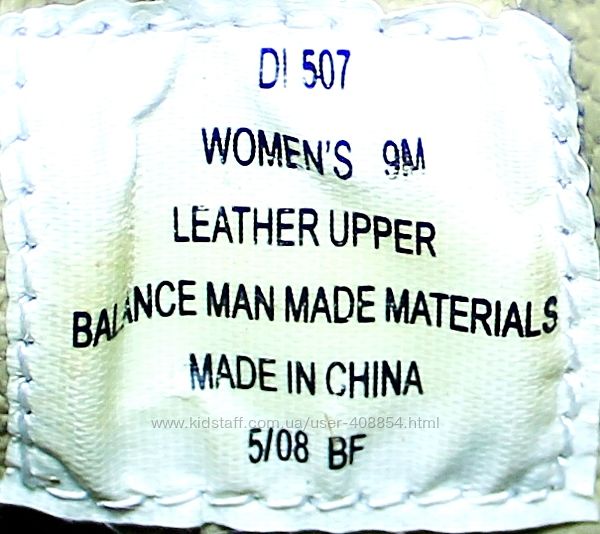 DI 507
WOMEN'S 9M
LEATHER UPPER
BALANCE MAN MADE MATERIALS
MADE IN CHINA
www.kidstaff.com.ua/user-408854.html
5/08 BF